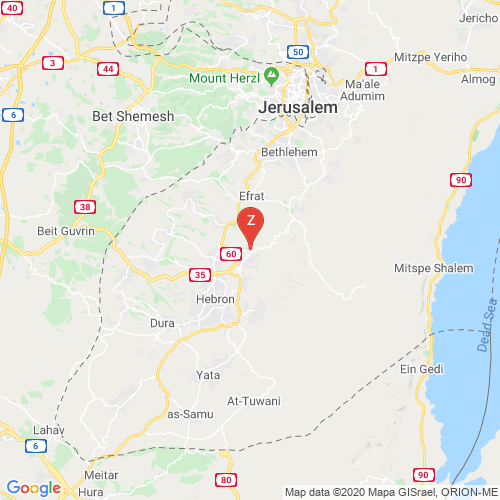 40
1
Jericho
50
Mitzpe Yeriho
3
44
Mount Herzl
1
Almog
Ma'ale
Adumim
Jerusalem
6
Bet Shemesh
Bethlehem
90
Efrat
38
Z
Beit Guvrin
60
35
Mitspe Shalem
Hebron
Dura
Dead Sea
Ein Gedi
Yata
At-Tuwani
as-Samu
Lahav
6
Meitar
90
80
Google
Hura
Map data ©2020 Mapa GISrael, ORION-ME